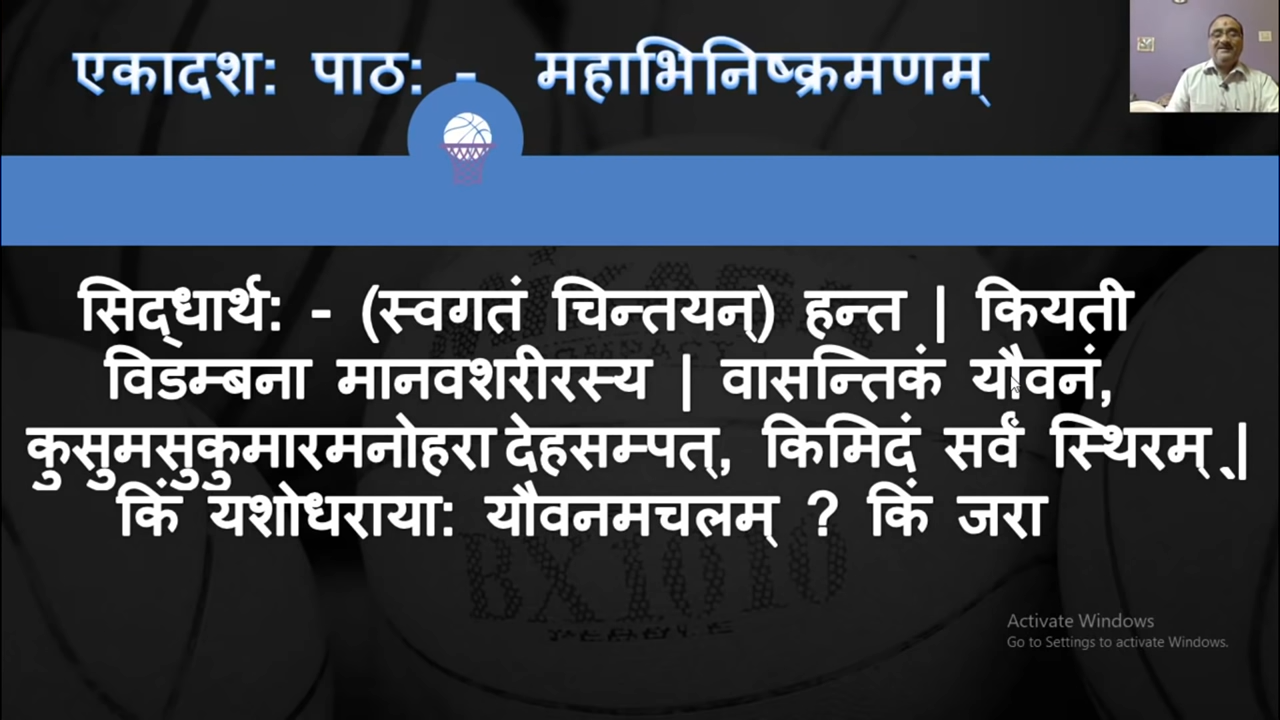 एकादश: पाठ: - महाभिनिष्क्रमणम्
सिद्धार्थ: - (स्वगतं चिन्तयन्) हन्त | कियती
विडम्बना मानवशरीरस्य | वासन्तिकं यौवनं,
कुसुमसुकुमारमनोहरा देहसम्पत्, किमिदं सर्वं स्थिरम् |
किं यशोधराया: यौवनमचलम् ? किं जरा
BX1010
Activate Windows
Go to Settings to activate Windows.